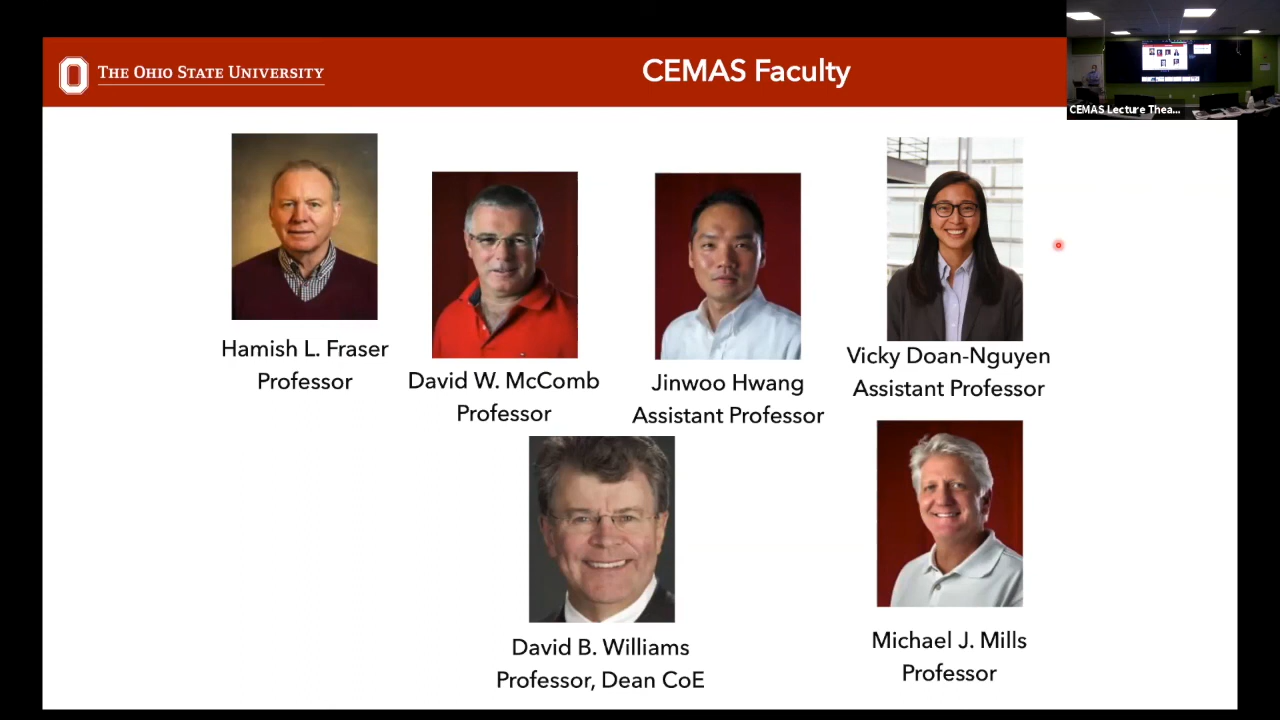 THE OHIO STATE UNIVERSITY
CEMAS Faculty
CEMAS Lecture Thea...
Hamish L. Fraser
Professor
David W. McComb
Professor
Jinwoo Hwang
Assistant Professor
Vicky Doan-Nguyen
Assistant Professor
David B. Williams
Professor, Dean CoE
Michael J. Mills
Professor